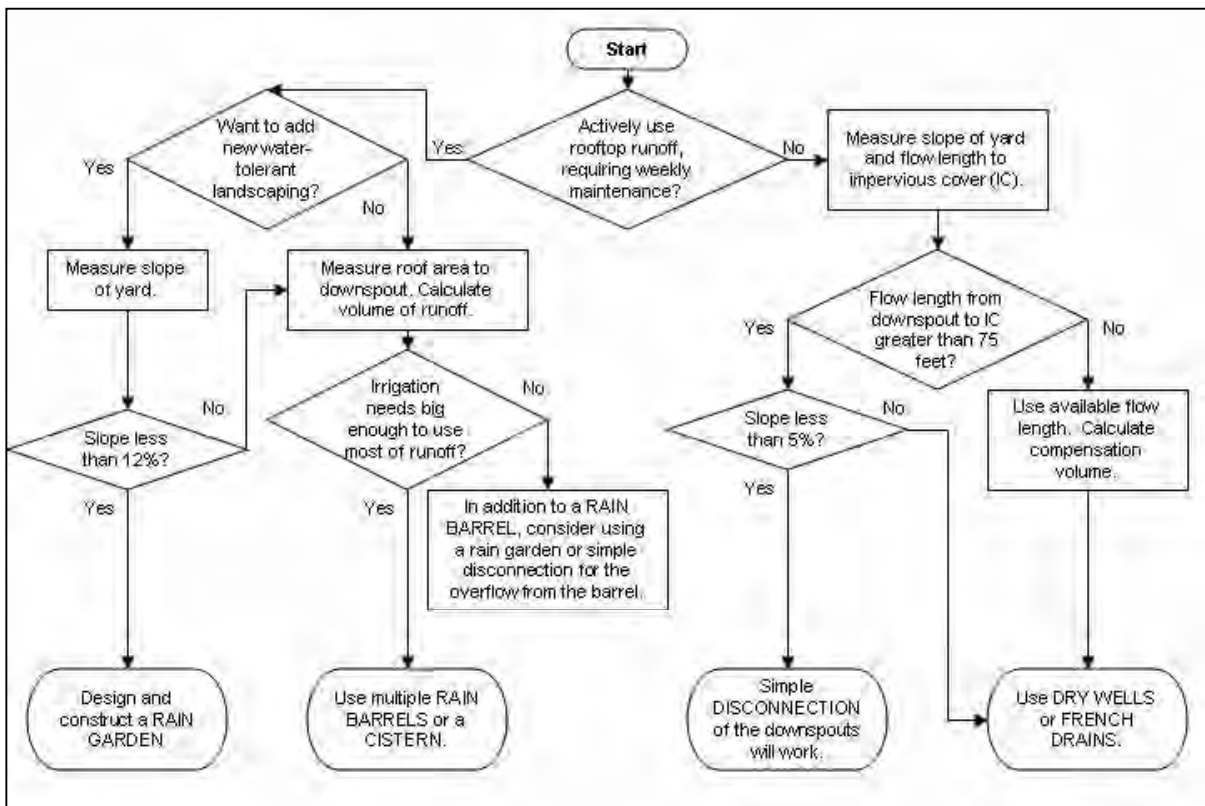 Start
Actively use
rooftop runoff,
requiring weekly
maintenance?
Yes
No
Want to add
new water-
tolerant
landscaping?
Yes
No
Measure slope of yard
and flow length to
impervious cover (IC).
Measure slope
of yard.
Measure roof area to
downspout. Calculate
volume of runoff.
Flow length from
downspout to IC
greater than 75
feet?
Yes
No
Slope less
than 12%?
No
Yes
Irrigation
needs big
enough to use
most of runoff?
No
Yes
Slope less
than 5%?
No
Yes
Use available flow
length. Calculate
compensation
volume.
In addition to a RAIN
BARREL, consider using
a rain garden or simple
disconnection for the
overflow from the barrel.
Design and
construct a RAIN
GARDEN
Use multiple RAIN
BARRELS or a
CISTERN.
Simple
DISCONNECTION
of the downspouts
will work.
Use DRY WELLS
or FRENCH
DRAINS.